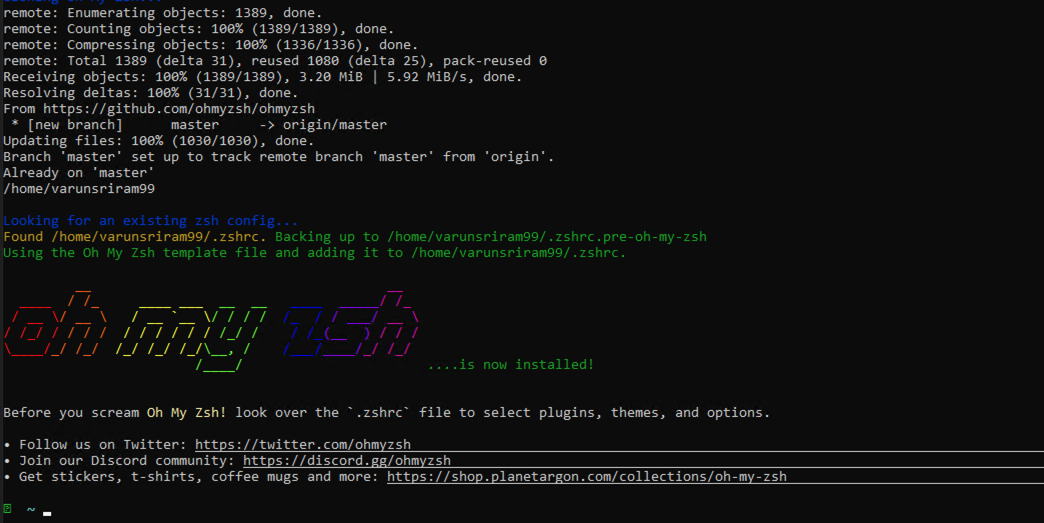 remote: Enumerating objects: 1389, done.
remote: Counting objects: 100% (1389/1389), done.
remote: Compressing objects: 100% (1336/1336), done.
remote: Total 1389 (delta 31), reused 1080 (delta 25), pack-reused 0
Receiving objects: 100% (1389/1389), 3.20 MiB | 5.92 MiB/s, done.
Resolving deltas: 100% (31/31), done.
From https://github.com/ohmyzsh/ohmyzsh
 * [new branch]      master     -> origin/master
Updating files: 100% (1030/1030), done.
Branch 'master' set up to track remote branch 'master' from 'origin'.
Already on 'master'
/home/varunsriram99
Looking for an existing zsh config...
Found /home/varunsriram99/.zshrc. Backing up to /home/varunsriram99/.zshrc.pre-oh-my-zsh
Using the Oh My Zsh template file and adding it to /home/varunsriram99/.zshrc.
oh my zsh
....is now installed!
Before you scream Oh My Zsh! look over the `.zshrc` file to select plugins, themes, and options.
• Follow us on Twitter: https://twitter.com/ohmyzsh
• Join our Discord community: https://discord.gg/ohmyzsh
• Get stickers, t-shirts, coffee mugs and more: https://shop.planetargon.com/collections/oh-my-zsh
~